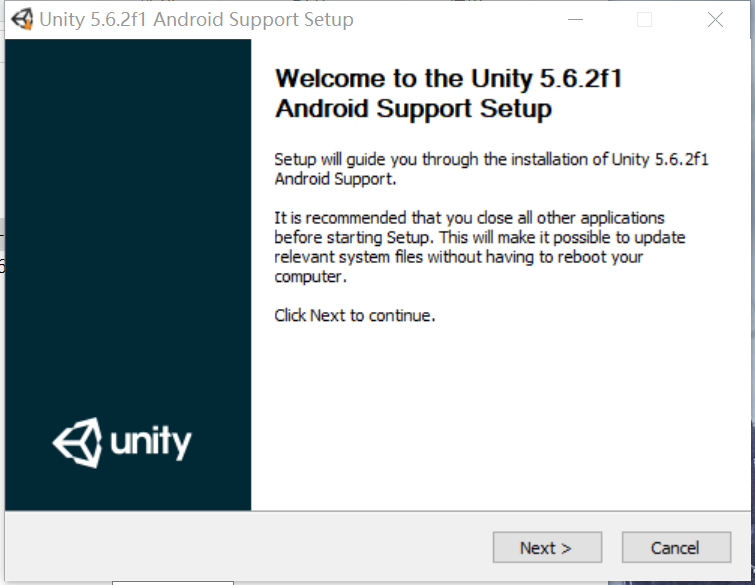 Unity 5.6.2f1 Android Support Setup
Welcome to the Unity 5.6.2f1
Android Support Setup
Setup will guide you through the installation of Unity 5.6.2f1
Android Support.
It is recommended that you close all other applications
before starting Setup. This will make it possible to update
relevant system files without having to reboot your
computer.
Click Next to continue.
unity
Next >
Cancel